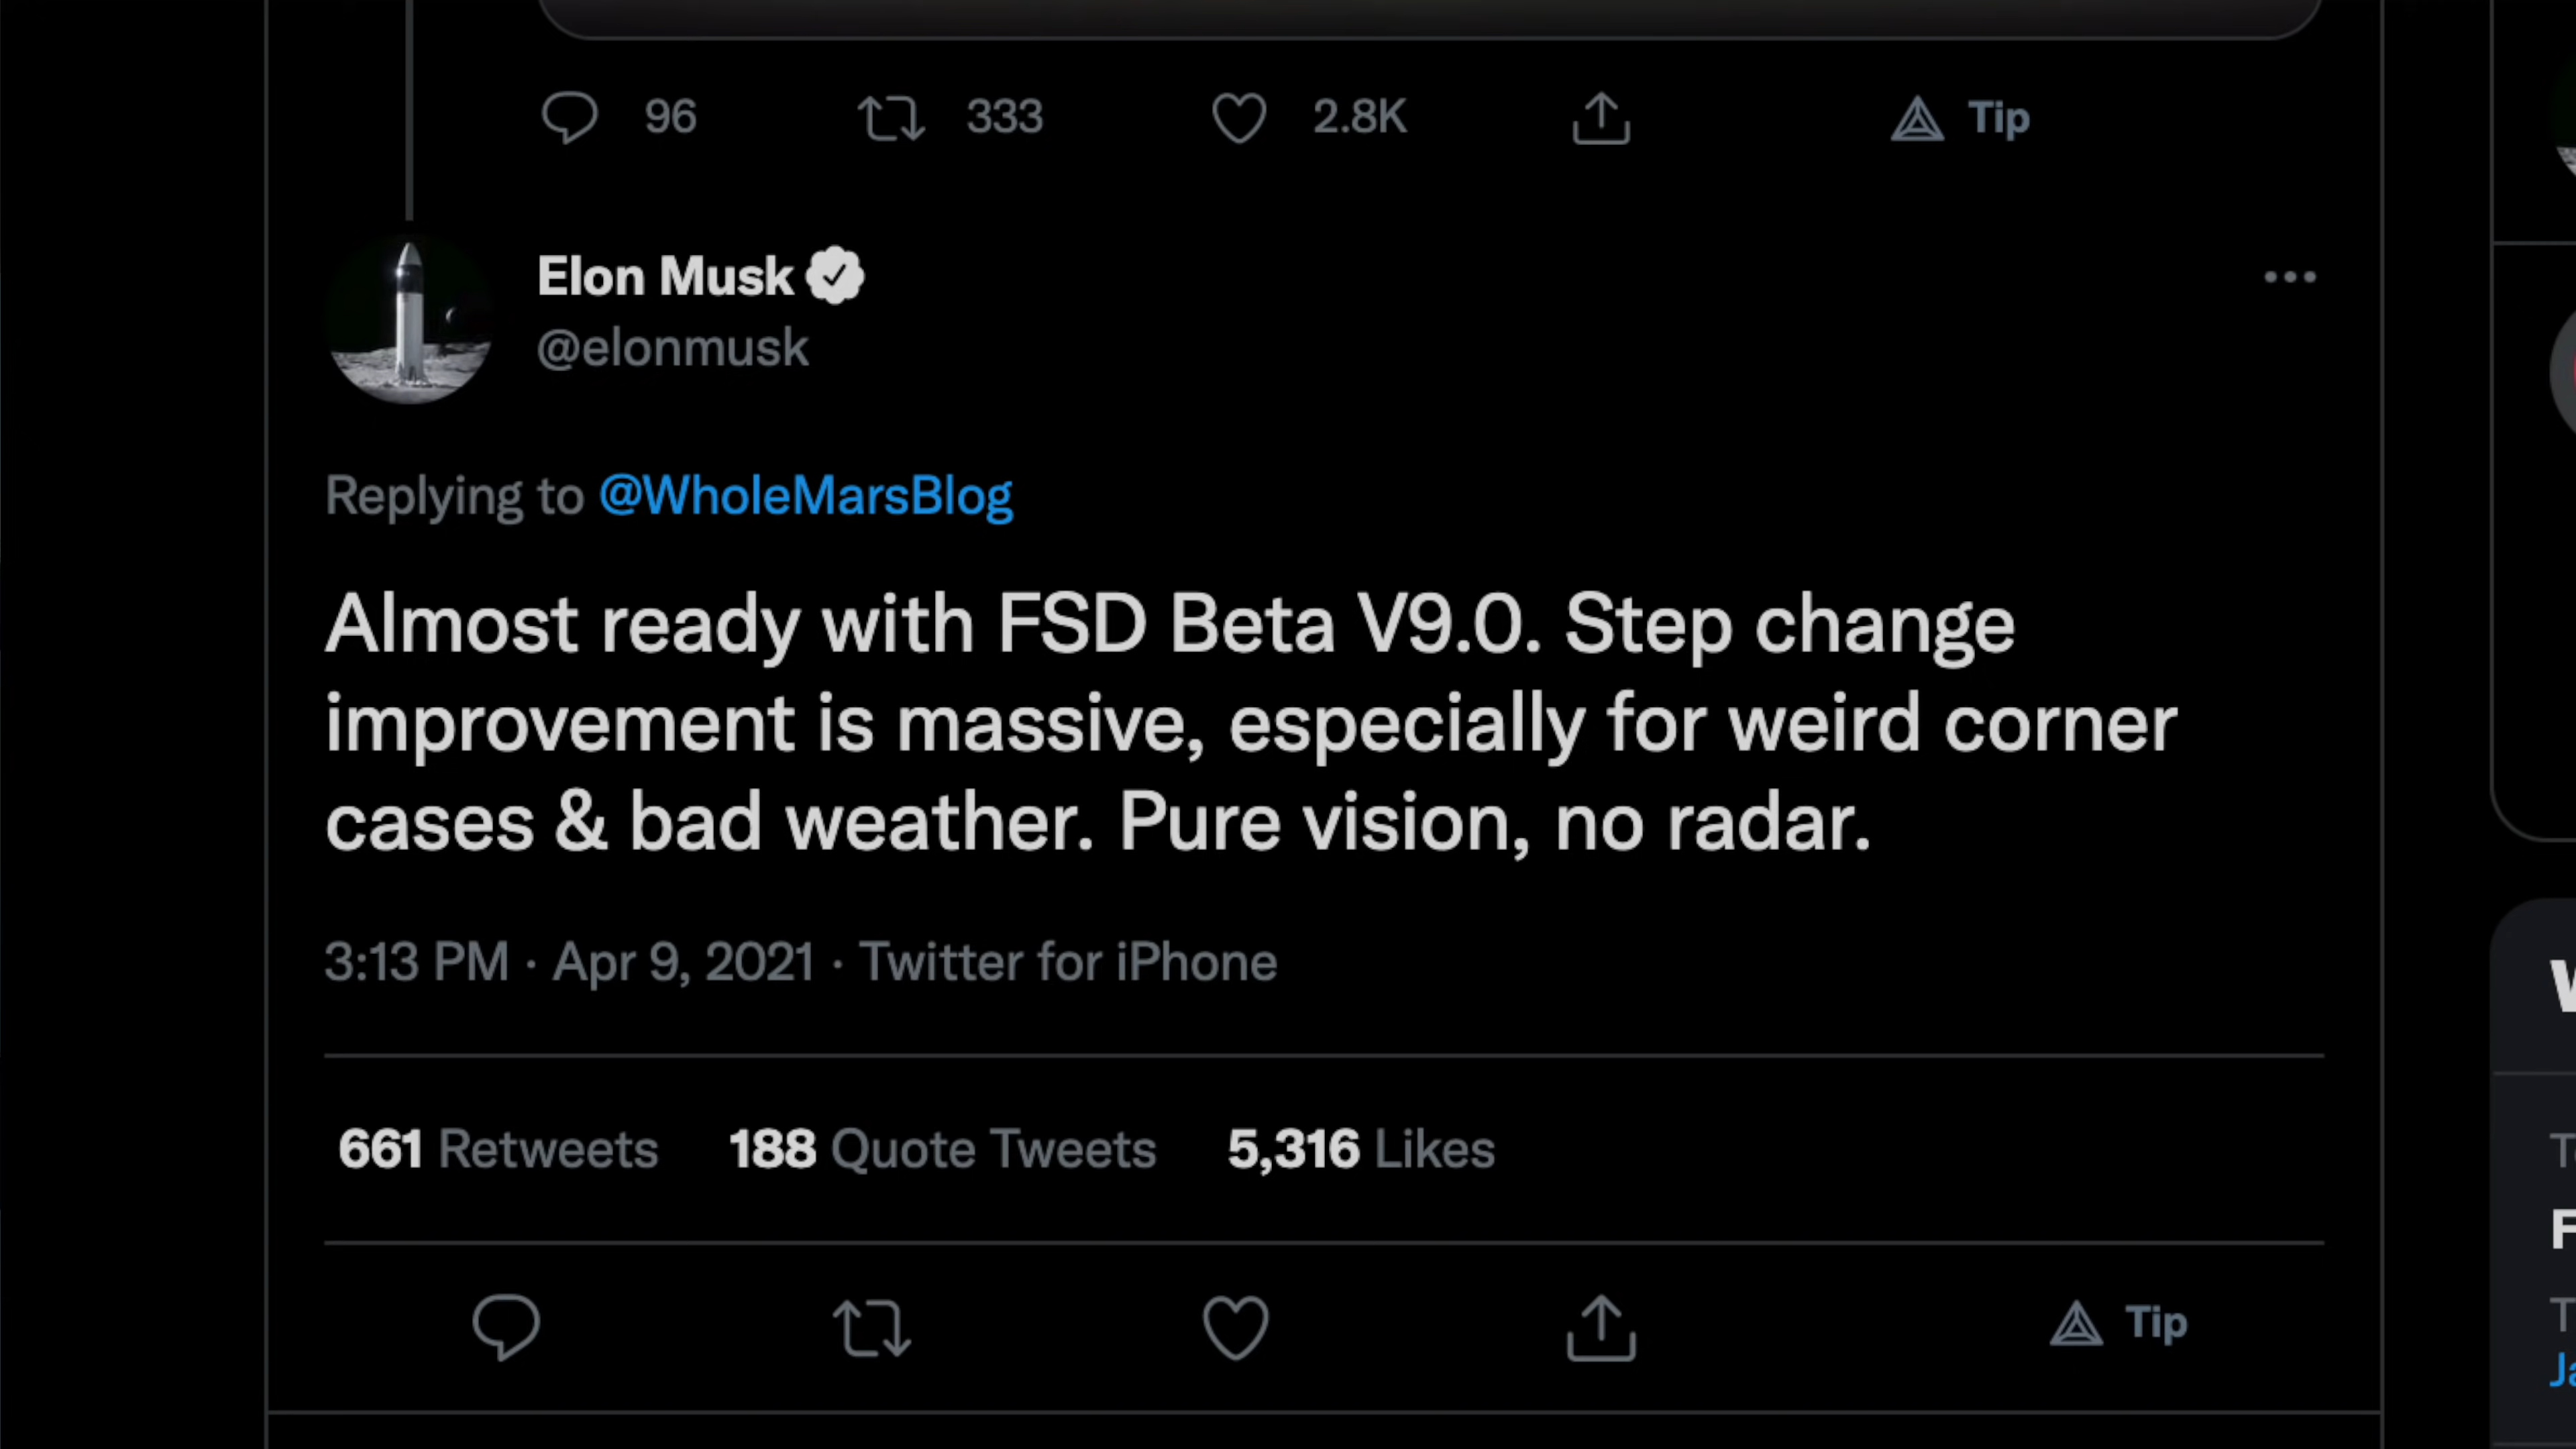 96 333 2.8K Tip
Elon Musk
@elonmusk
Replying to @WholeMarsBlog
Almost ready with FSD Beta V9.0. Step change
improvement is massive, especially for weird corner
cases & bad weather. Pure vision, no radar.
3:13 PM · Apr 9, 2021 · Twitter for iPhone
661 Retweets 188 Quote Tweets 5,316 Likes
Tip